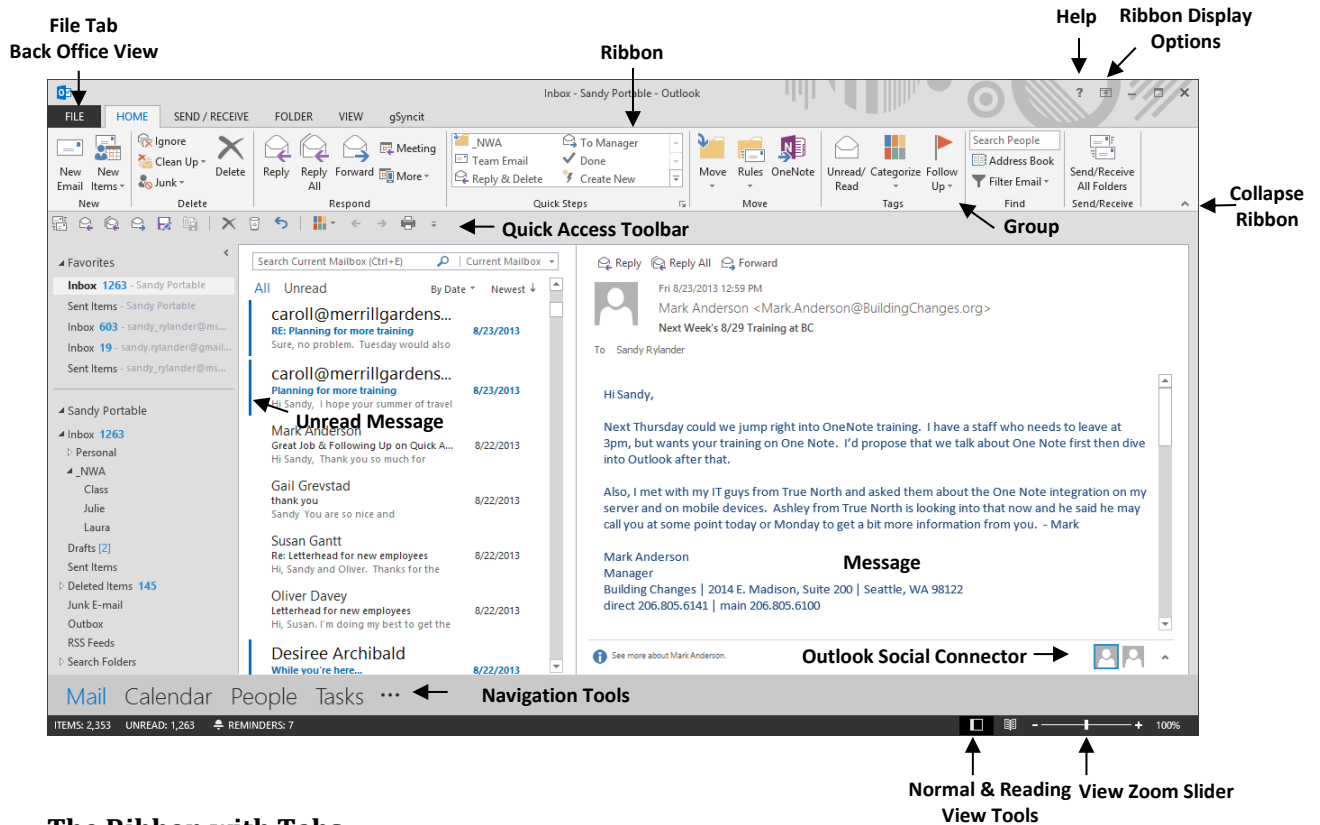 File Tab
Back Office View
Ribbon
Help
Ribbon Display
Options
Inbox - Sandy Portable - Outlook
?
FILE HOME SEND / RECEIVE FOLDER VIEW gSyncit
New
Email
New
Items
New
Ignore
Clean Up
Junk
Delete
Delete
Reply
Reply
All
Forward
Meeting
More
Respond
_NWA
Team Email
Reply & Delete
To Manager
Done
Create New
Quick Steps
Move
Rules
OneNote
Move
Unread/
Read
Categorize
Follow
Up
Tags
Search People
Address Book
Filter Email
Find
Send/Receive
All Folders
Send/Receive
Collapse
Ribbon
Quick Access Toolbar
Group
Favorites
Inbox 1263 - Sandy Portable
Sent Items - Sandy Portable
Inbox 603 - sandy_rylander@ms...
Inbox 19 - sandy.rylander@gmail...
Sent Items - sandy_rylander@ms...
Sandy Portable
Inbox 1263
Personal
_NWA
Class
Julie
Laura
Drafts [2]
Sent Items
Deleted Items 145
Junk E-mail
Outbox
RSS Feeds
Search Folders
Search Current Mailbox (Ctrl+E) Current Mailbox
All Unread By Date Newest ↓
caroll@merrillgardens...
RE: Planning for more training 8/23/2013
Sure, no problem. Tuesday would also
caroll@merrillgardens...
Planning for more training 8/23/2013
Hi Sandy, I hope your summer of travel
Unread Message
Mark Anderson
Great Job & Following Up on Quick A... 8/22/2013
Hi Sandy, Thank you so much for
Gail Grevstad
thank you 8/22/2013
Sandy You are so nice and
Susan Gantt
Re: Letterhead for new employees 8/22/2013
Hi, Sandy and Oliver. Thanks for the
Oliver Davey
Letterhead for new employees 8/22/2013
Hi, Susan. I'm doing my best to get the
Desiree Archibald
While you're here... 8/22/2013
Reply Reply All Forward
Fri 8/23/2013 12:59 PM
Mark Anderson <Mark.Anderson@BuildingChanges.org>
Next Week's 8/29 Training at BC
To Sandy Rylander
Hi Sandy,
Next Thursday could we jump right into OneNote training. I have a staff who needs to leave at
3pm, but wants your training on One Note. I'd propose that we talk about One Note first then dive
into Outlook after that.
Also, I met with my IT guys from True North and asked them about the One Note integration on my
server and on mobile devices. Ashley from True North is looking into that now and he said he may
call you at some point today or Monday to get a bit more information from you. - Mark
Mark Anderson
Manager
Building Changes | 2014 E. Madison, Suite 200 | Seattle, WA 98122
direct 206.805.6141 | main 206.805.6100
Message
See more about Mark Anderson.
Outlook Social Connector
Mail Calendar People Tasks ···
Navigation Tools
ITEMS: 2,353 UNREAD: 1,263 REMINDERS: 7
- + 100%
Normal & Reading
View Tools
View Zoom Slider
The Ribbon with Tabs